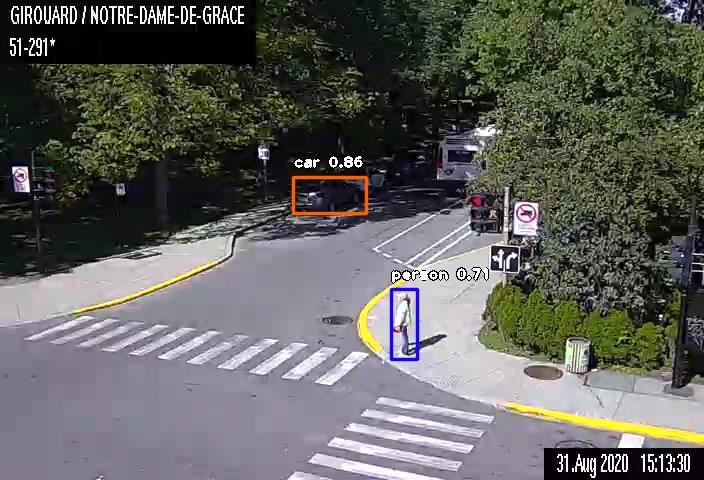 GIROUARD / NOTRE-DAME-DE-GRACE
51-291*
car 0.86
person 0.71
31.Aug 2020 15:13:30